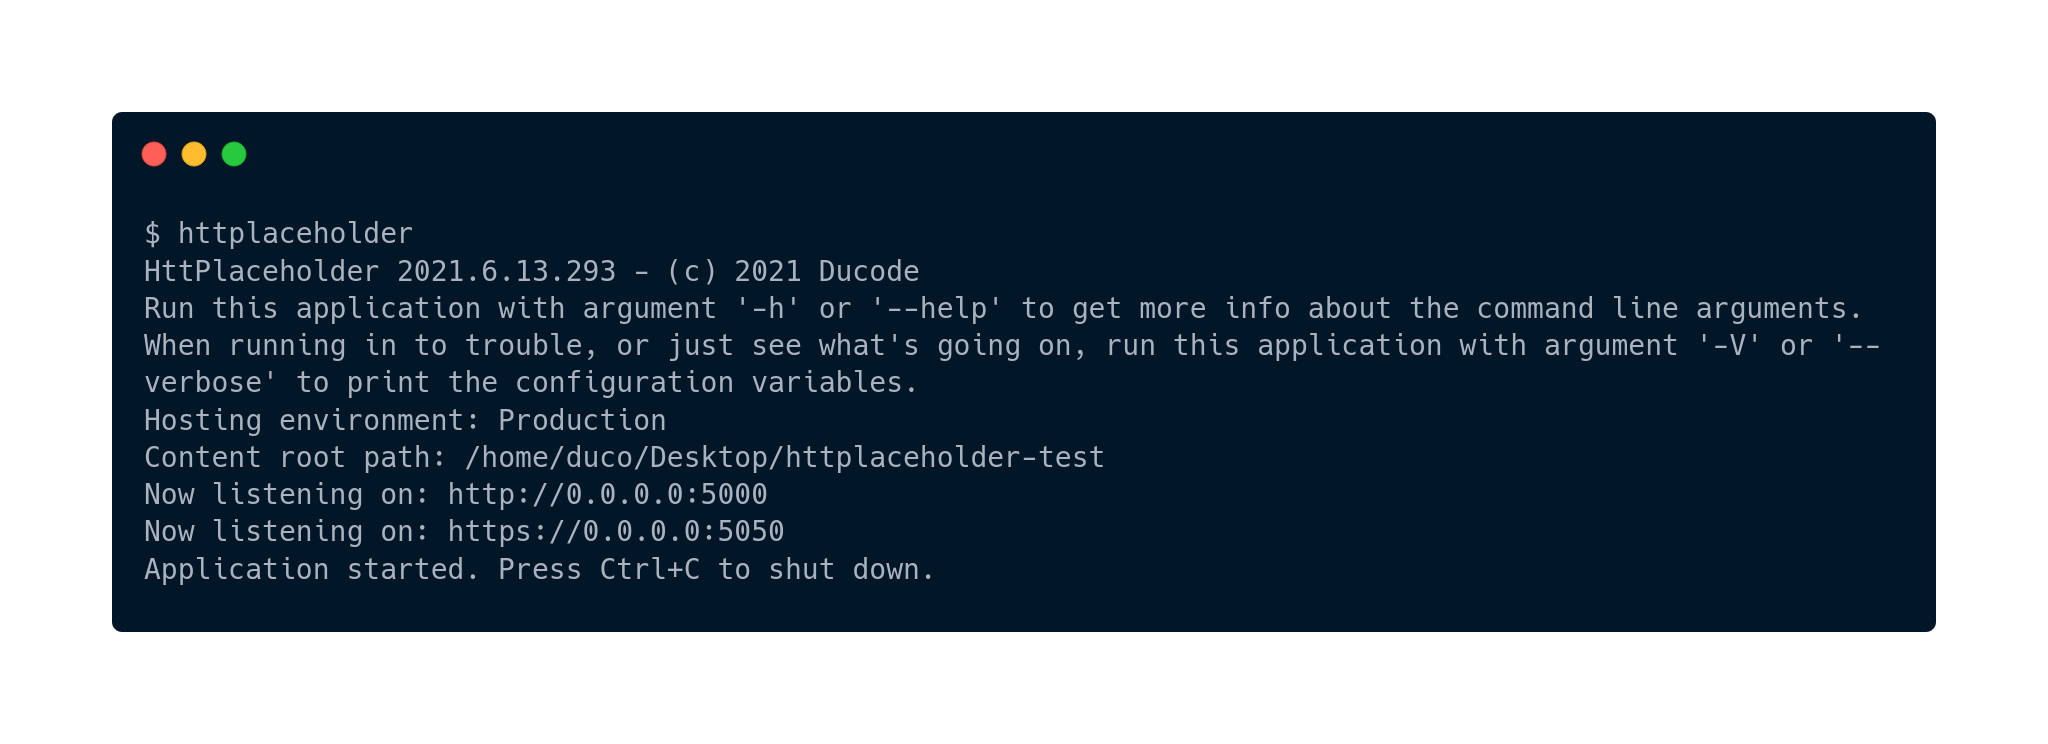 $ httplaceholder
HttPlaceholder 2021.6.13.293 - (c) 2021 Ducode
Run this application with argument '-h' or '--help' to get more info about the command line arguments.
When running in to trouble, or just see what's going on, run this application with argument '-V' or '--
verbose' to print the configuration variables.
Hosting environment: Production
Content root path: /home/duco/Desktop/httplaceholder-test
Now listening on: http://0.0.0.0:5000
Now listening on: https://0.0.0.0:5050
Application started. Press Ctrl+C to shut down.